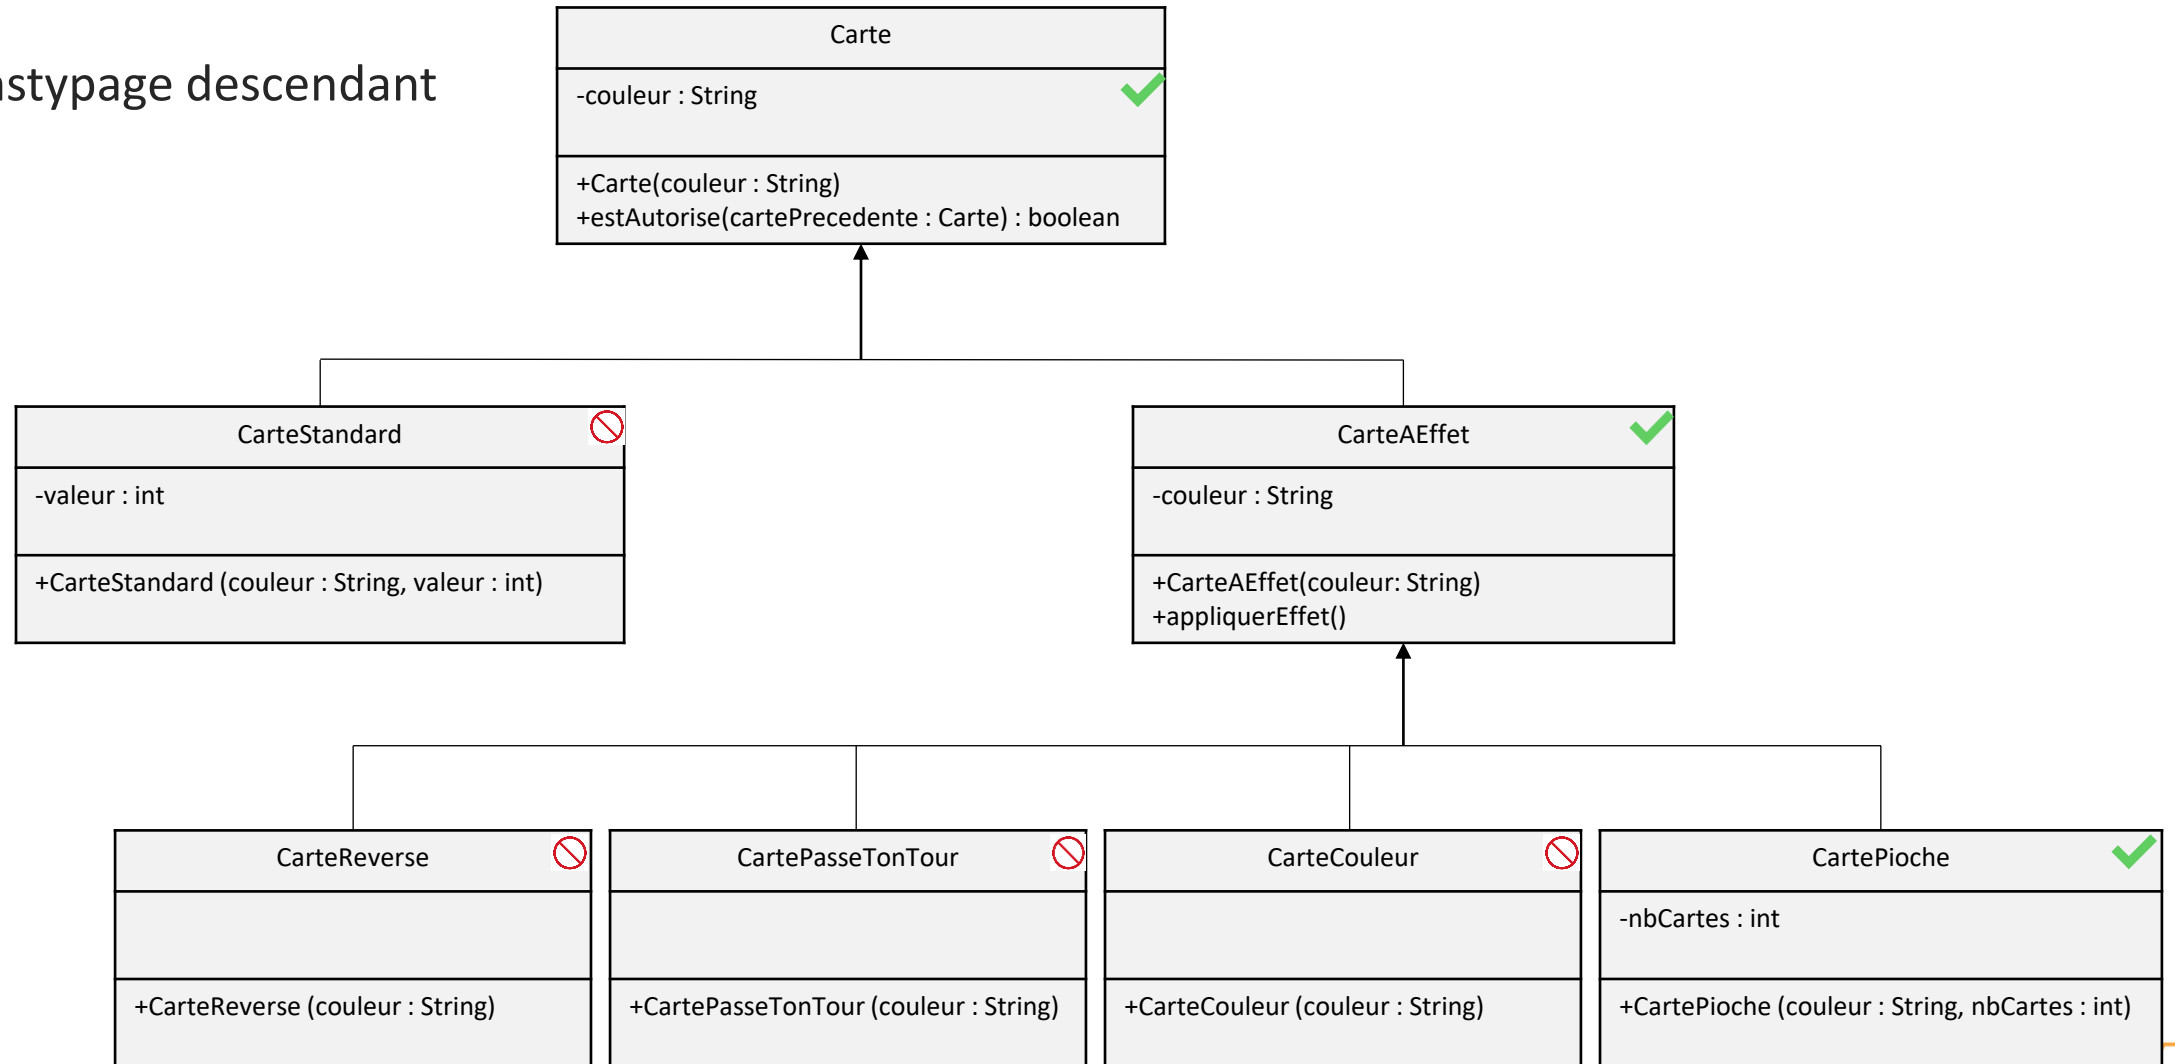 nstypage descendant
Carte
-couleur : String
+Carte(couleur : String)
+estAutorise(cartePrecedente : Carte) : boolean
CarteStandard
-valeur : int
+CarteStandard (couleur : String, valeur : int)
CarteAEffet
-couleur : String
+CarteAEffet(couleur: String)
+appliquerEffet()
CarteReverse
+CarteReverse (couleur : String)
CartePasseTonTour
+CartePasseTonTour (couleur : String)
CarteCouleur
+CarteCouleur (couleur : String)
CartePioche
-nbCartes : int
+CartePioche (couleur : String, nbCartes : int)